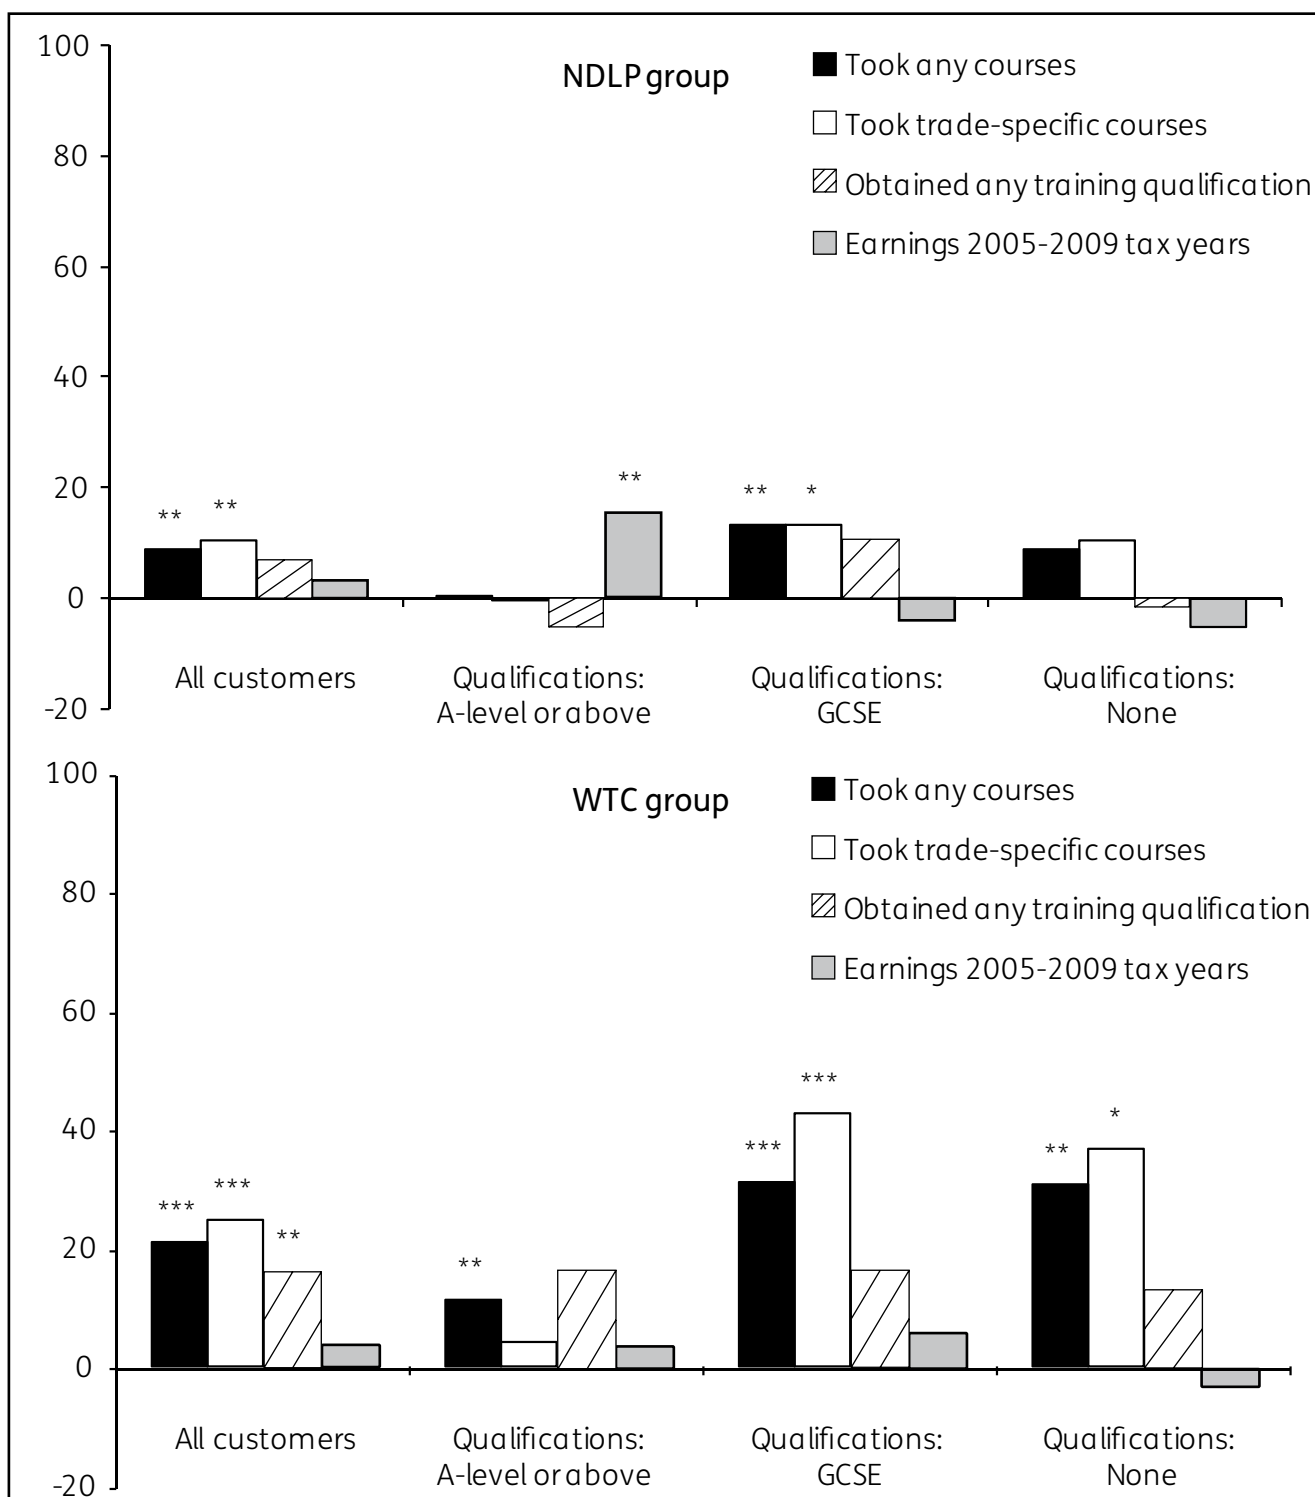 100
80
60
40
20
0
-20
NDLP group
Took any courses
Took trade-specific courses
Obtained any training qualification
Earnings 2005-2009 tax years
**
**
**
**
*
All customers
Qualifications:
A-level or above
Qualifications:
GCSE
Qualifications:
None
100
80
60
40
20
0
-20
WTC group
Took any courses
Took trade-specific courses
Obtained any training qualification
Earnings 2005-2009 tax years
***
***
**
**
***
***
**
*
All customers
Qualifications:
A-level or above
Qualifications:
GCSE
Qualifications:
None